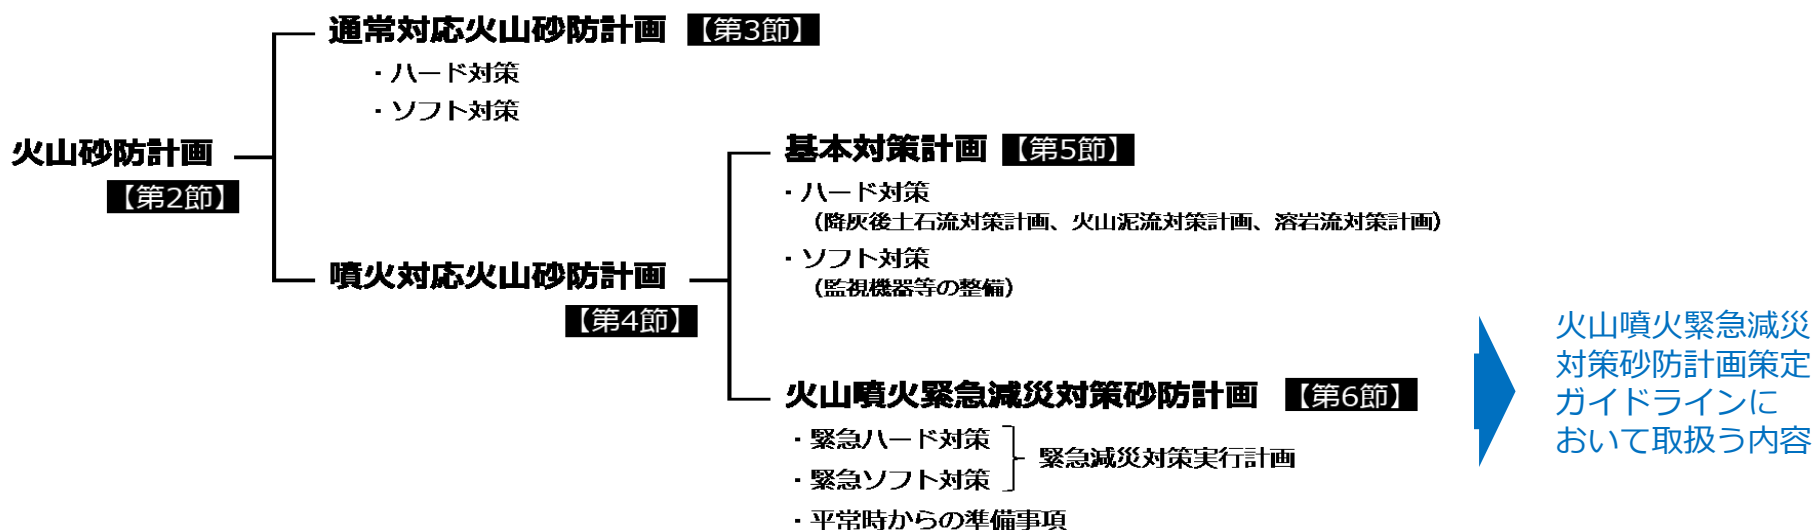 通常対応火山砂防計画 【第3節】
・ハード対策
・ソフト対策
火山砂防計画
【第2節】
基本対策計画 【第5節】
・ハード対策
（降灰後土石流対策計画、火山泥流対策計画、溶岩流対策計画）
・ソフト対策
（監視機器等の整備）
噴火対応火山砂防計画
【第4節】
火山噴火緊急減災対策砂防計画 【第6節】
・緊急ハード対策
・緊急ソフト対策
緊急減災対策実行計画
・平常時からの準備事項
火山噴火緊急減災
対策砂防計画策定
ガイドラインに
おいて取扱う内容